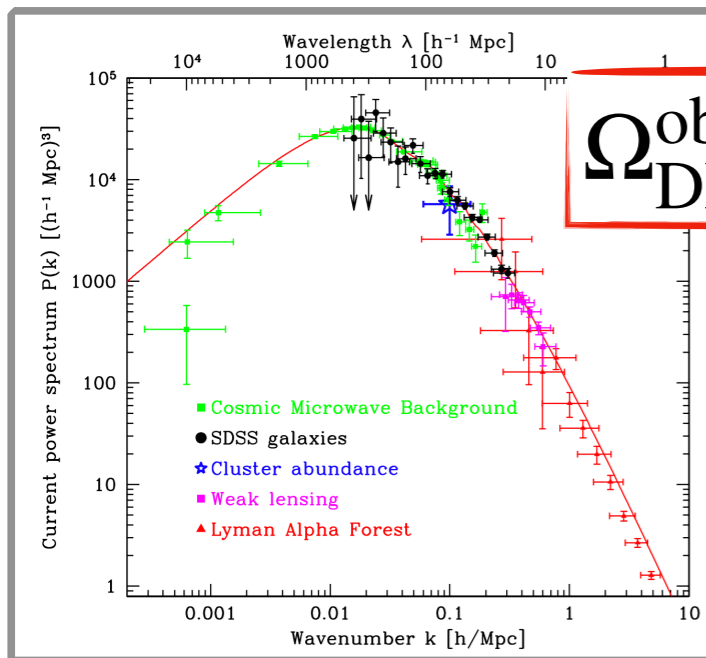 Wavelength λ [h⁻¹ Mpc]
10⁴ 1000 100 10 1
10⁵
10⁴
1000
100
10
1
Current power spectrum P(k) [(h⁻¹ Mpc)³]
Cosmic Microwave Background
SDSS galaxies
Cluster abundance
Weak lensing
Lyman Alpha Forest
0.001 0.01 0.1 1 10
Wavenumber k [h/Mpc]